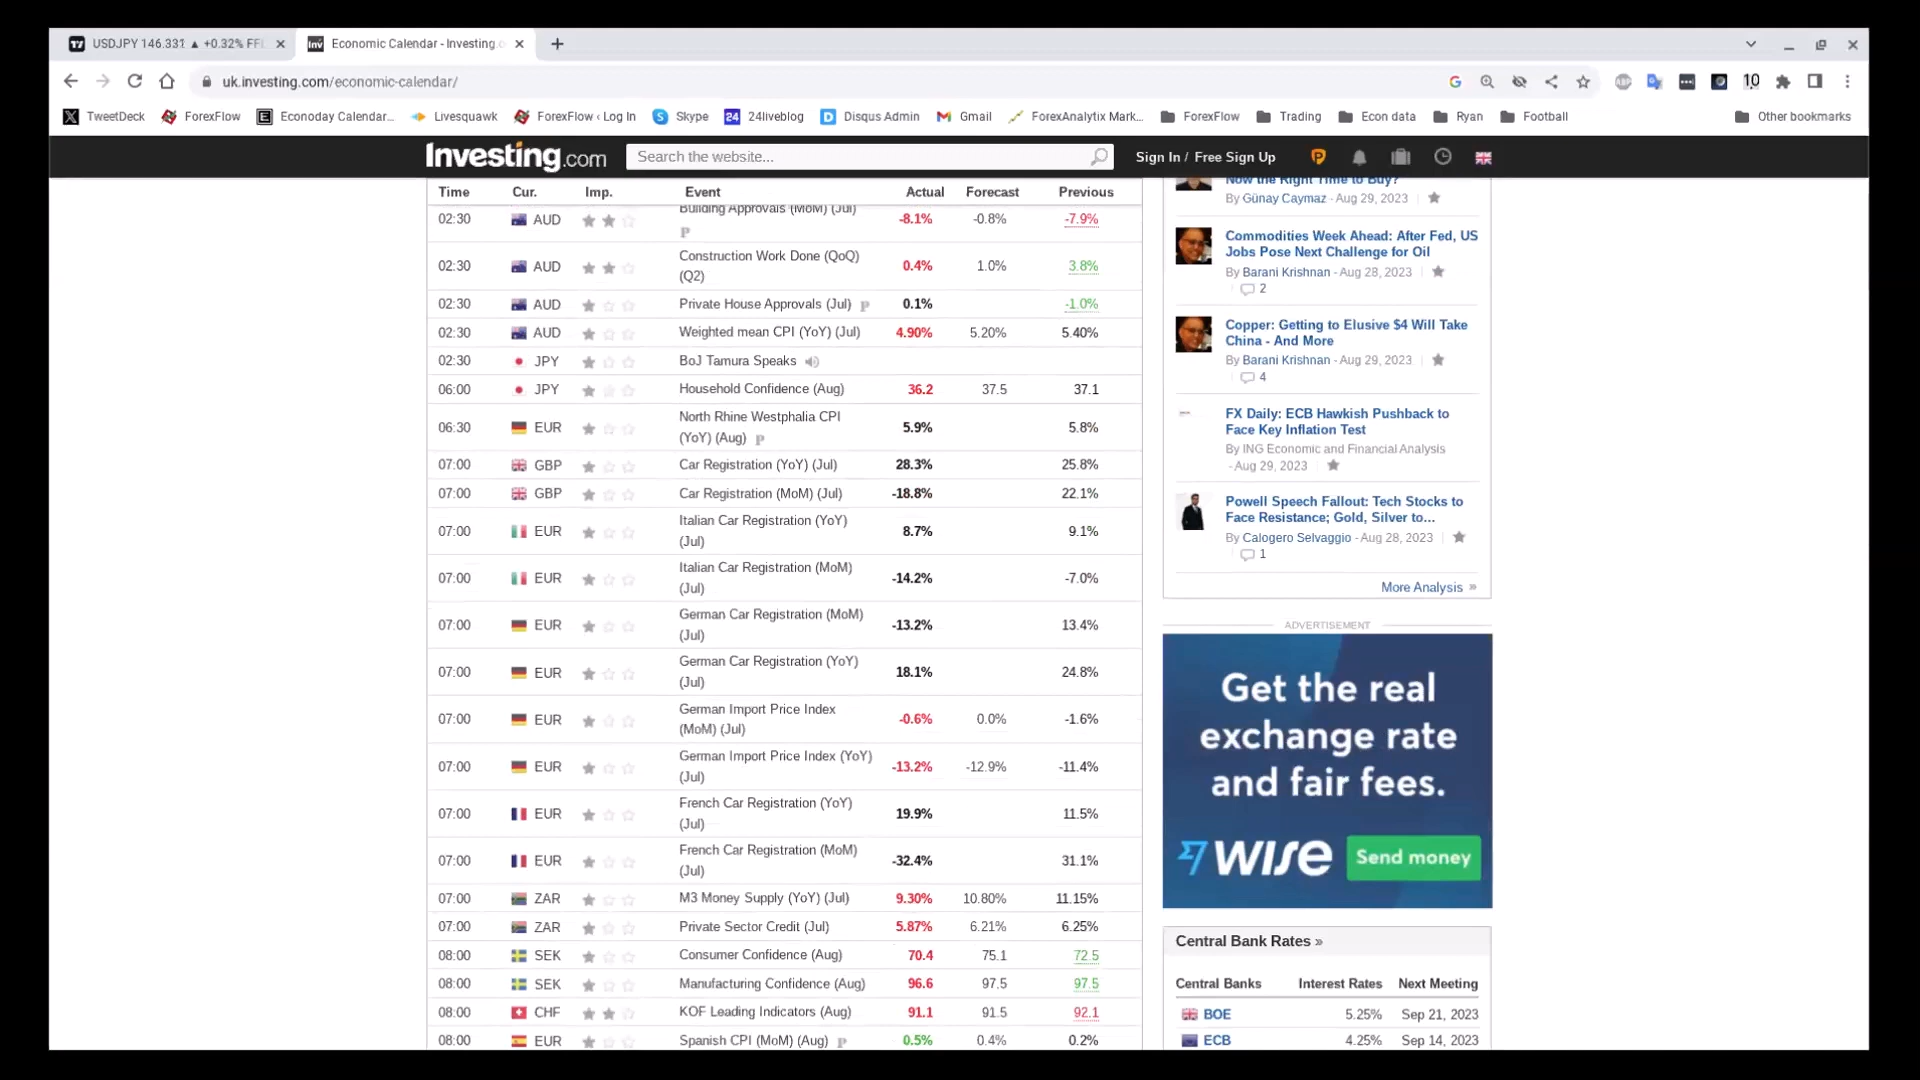 USDJPY 146.331 ▲ +0.32% FF
Economic Calendar - Investing.c
uk.investing.com/economic-calendar/
TweetDeck ForexFlow Econoday Calendar... Livesquawk ForexFlow ‹ Log In Skype 24liveblog Disqus Admin Gmail ForexAnalytix Mark... ForexFlow Trading Econ data Ryan Football Other bookmarks
Investing.com Search the website... Sign In / Free Sign Up
Time Cur. Imp. Event Actual Forecast Previous
02:30 AUD Building Approvals (MoM) (Jul) P -8.1% -0.8% -7.9%
02:30 AUD Construction Work Done (QoQ) (Q2) 0.4% 1.0% 3.8%
02:30 AUD Private House Approvals (Jul) P 0.1% -1.0%
02:30 AUD Weighted mean CPI (YoY) (Jul) 4.90% 5.20% 5.40%
02:30 JPY BoJ Tamura Speaks
06:00 JPY Household Confidence (Aug) 36.2 37.5 37.1
06:30 EUR North Rhine Westphalia CPI (YoY) (Aug) P 5.9% 5.8%
07:00 GBP Car Registration (YoY) (Jul) 28.3% 25.8%
07:00 GBP Car Registration (MoM) (Jul) -18.8% 22.1%
07:00 EUR Italian Car Registration (YoY) (Jul) 8.7% 9.1%
07:00 EUR Italian Car Registration (MoM) (Jul) -14.2% -7.0%
07:00 EUR German Car Registration (MoM) (Jul) -13.2% 13.4%
07:00 EUR German Car Registration (YoY) (Jul) 18.1% 24.8%
07:00 EUR German Import Price Index (MoM) (Jul) -0.6% 0.0% -1.6%
07:00 EUR German Import Price Index (YoY) (Jul) -13.2% -12.9% -11.4%
07:00 EUR French Car Registration (YoY) (Jul) 19.9% 11.5%
07:00 EUR French Car Registration (MoM) (Jul) -32.4% 31.1%
07:00 ZAR M3 Money Supply (YoY) (Jul) 9.30% 10.80% 11.15%
07:00 ZAR Private Sector Credit (Jul) 5.87% 6.21% 6.25%
08:00 SEK Consumer Confidence (Aug) 70.4 75.1 72.5
08:00 SEK Manufacturing Confidence (Aug) 96.6 97.5 97.5
08:00 CHF KOF Leading Indicators (Aug) 91.1 91.5 92.1
08:00 EUR Spanish CPI (MoM) (Aug) P 0.5% 0.4% 0.2%
Now the Right Time to Buy?
By Günay Caymaz - Aug 29, 2023
Commodities Week Ahead: After Fed, US
Jobs Pose Next Challenge for Oil
By Barani Krishnan - Aug 28, 2023
2
Copper: Getting to Elusive $4 Will Take
China - And More
By Barani Krishnan - Aug 29, 2023
4
FX Daily: ECB Hawkish Pushback to
Face Key Inflation Test
By ING Economic and Financial Analysis
- Aug 29, 2023
Powell Speech Fallout: Tech Stocks to
Face Resistance; Gold, Silver to...
By Calogero Selvaggio - Aug 28, 2023
1
More Analysis »
ADVERTISEMENT
Get the real
exchange rate
and fair fees.
WISE Send money
Central Bank Rates »
Central Banks Interest Rates Next Meeting
BOE 5.25% Sep 21, 2023
ECB 4.25% Sep 14, 2023